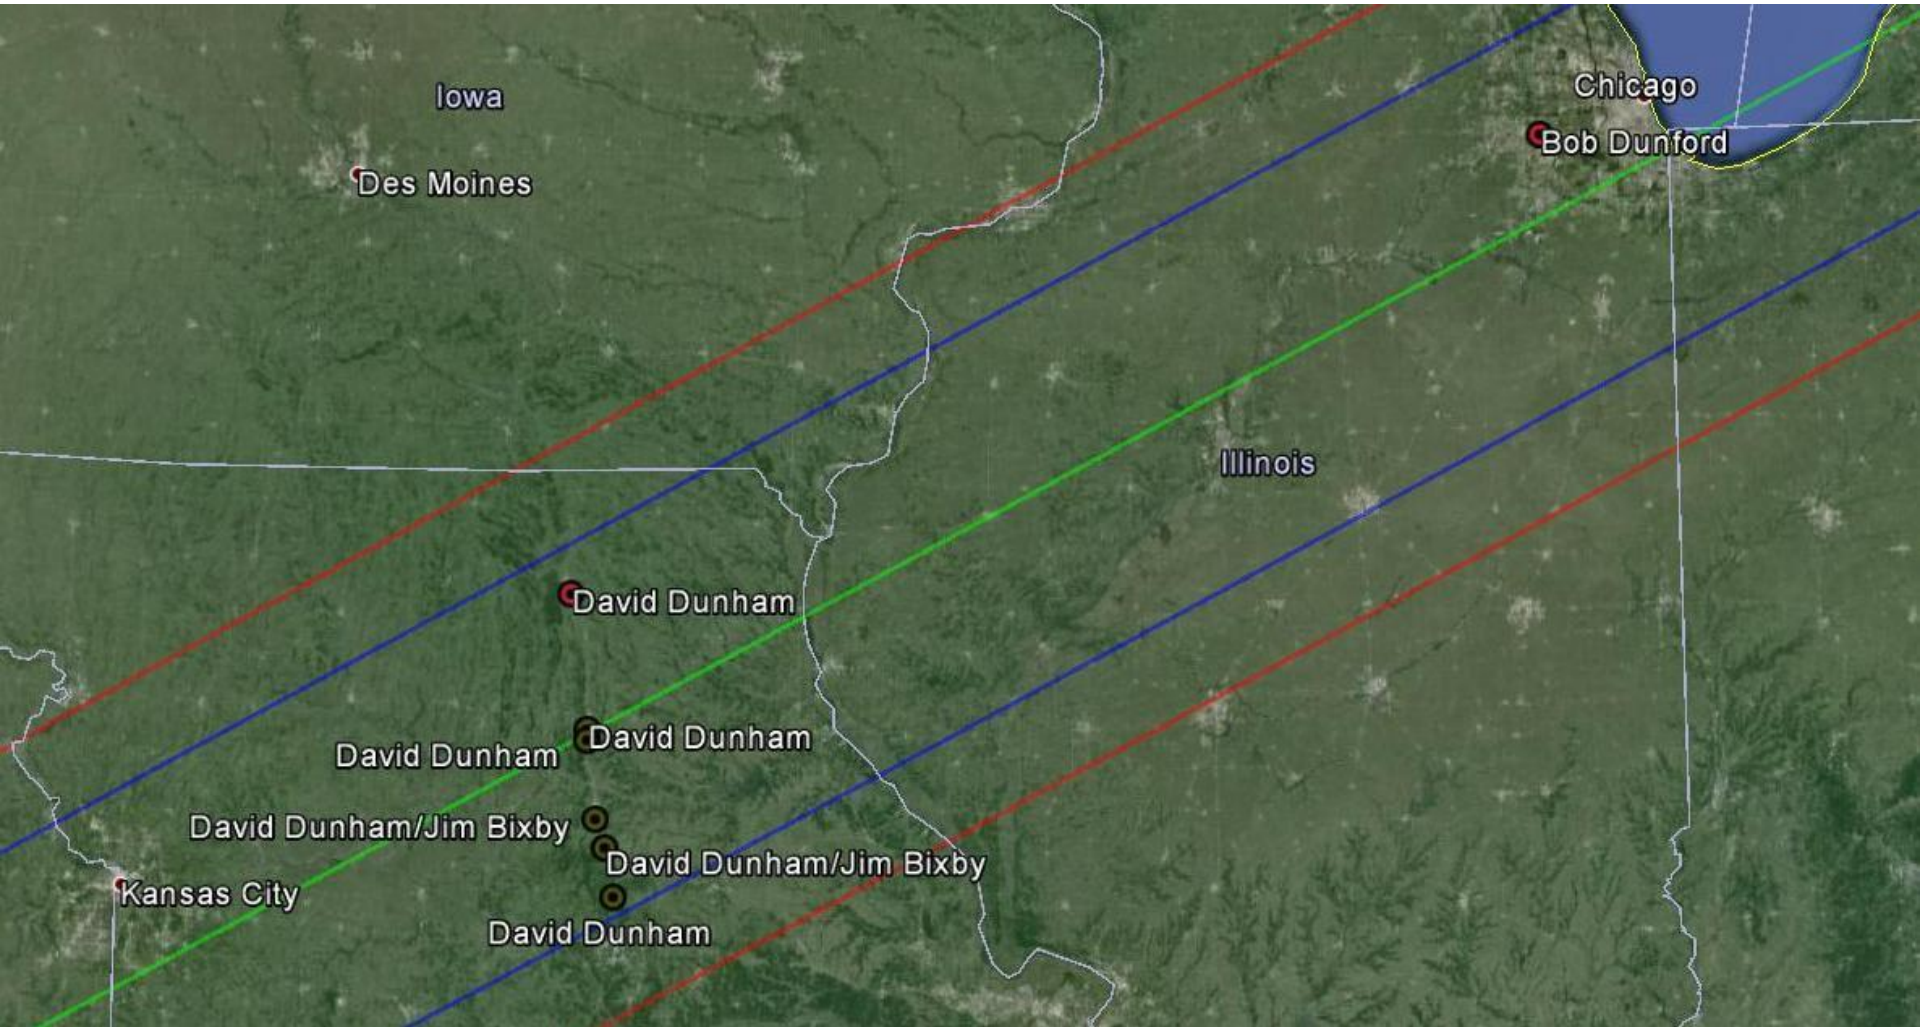 Chicago
Iowa
Bob Dunford
Des Moines
Illinois
David Dunham
David Dunham
David Dunham
David Dunham/Jim Bixby
David Dunham/Jim Bixby
Kansas City
David Dunham